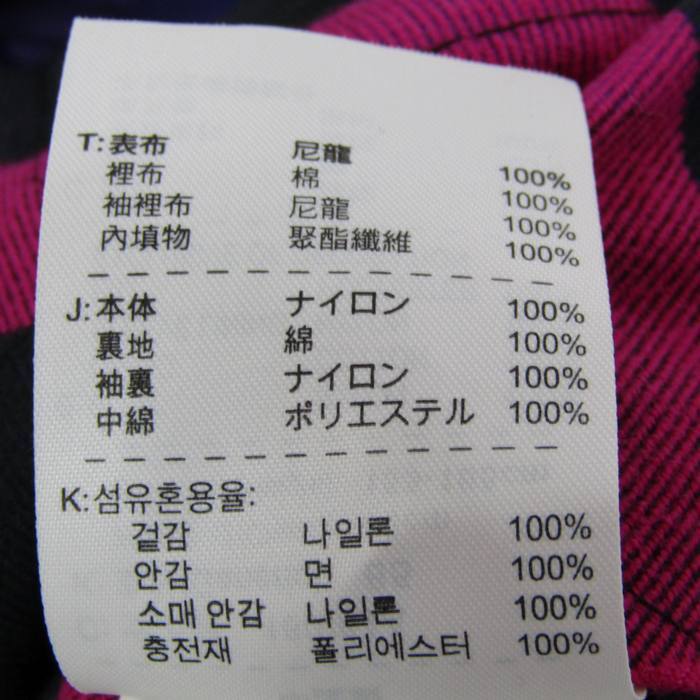 T: 表布 尼龍 100%
裡布 棉 100%
袖裡布 尼龍 100%
內填物 聚酯纖維 100%
J: 本体 ナイロン 100%
裏地 綿 100%
袖裏 ナイロン 100%
中綿 ポリエステル 100%
K: 섬유혼용율:
겉감 나일론 100%
안감 면 100%
소매 안감 나일론 100%
충전재 폴리에스터 100%